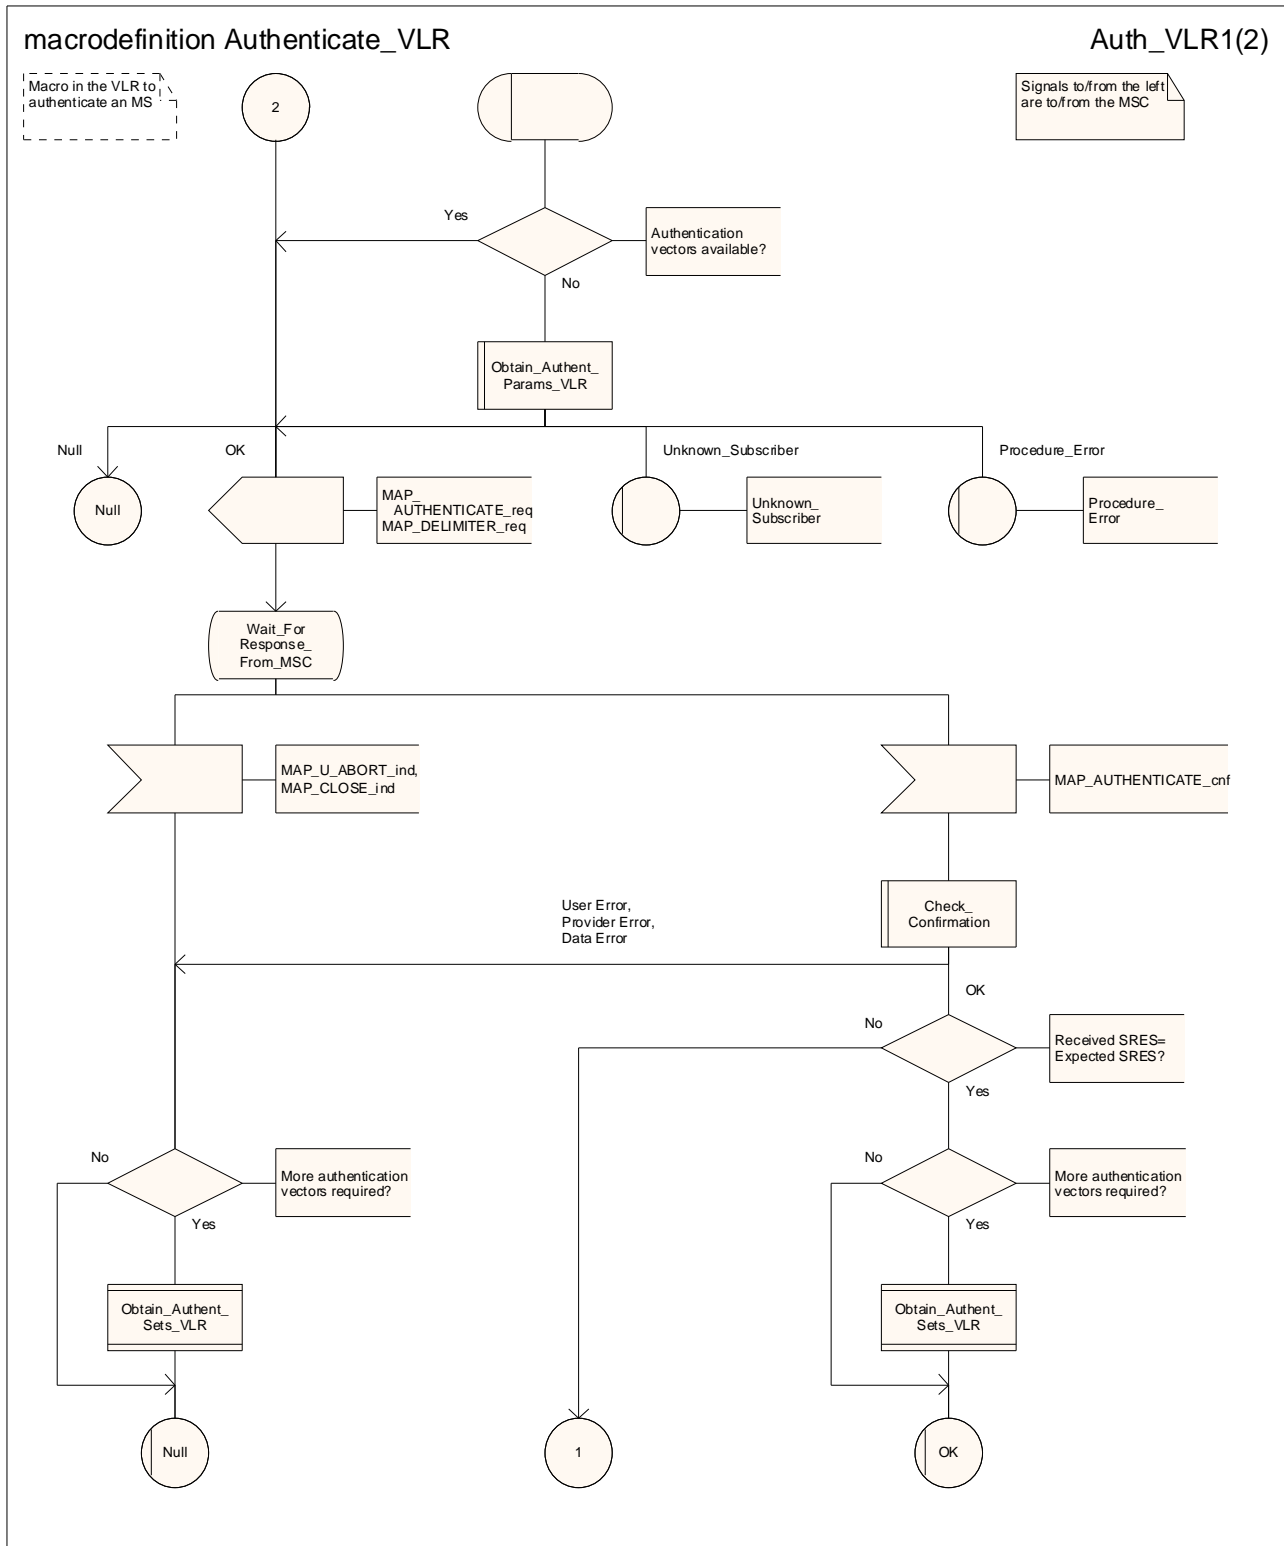 macrodefinition Authenticate_VLR
Auth_VLR1(2)
Macro in the VLR to
authenticate an MS
2
Signals to/from the left
are to/from the MSC
Yes
Authentication
vectors available?
No
Obtain_Authent_
Params_VLR
Null
OK
Unknown_Subscriber
Procedure_Error
Null
MAP_
AUTHENTICATE_req
MAP_DELIMITER_req
Unknown_
Subscriber
Procedure_
Error
Wait_For
Response_
From_MSC
MAP_U_ABORT_ind,
MAP_CLOSE_ind
MAP_AUTHENTICATE_cnf
User Error,
Provider Error,
Data Error
Check_
Confirmation
OK
No
Received SRES=
Expected SRES?
Yes
No
More authentication
vectors required?
Yes
No
More authentication
vectors required?
Yes
Obtain_Authent_
Sets_VLR
Obtain_Authent_
Sets_VLR
Null
1
OK